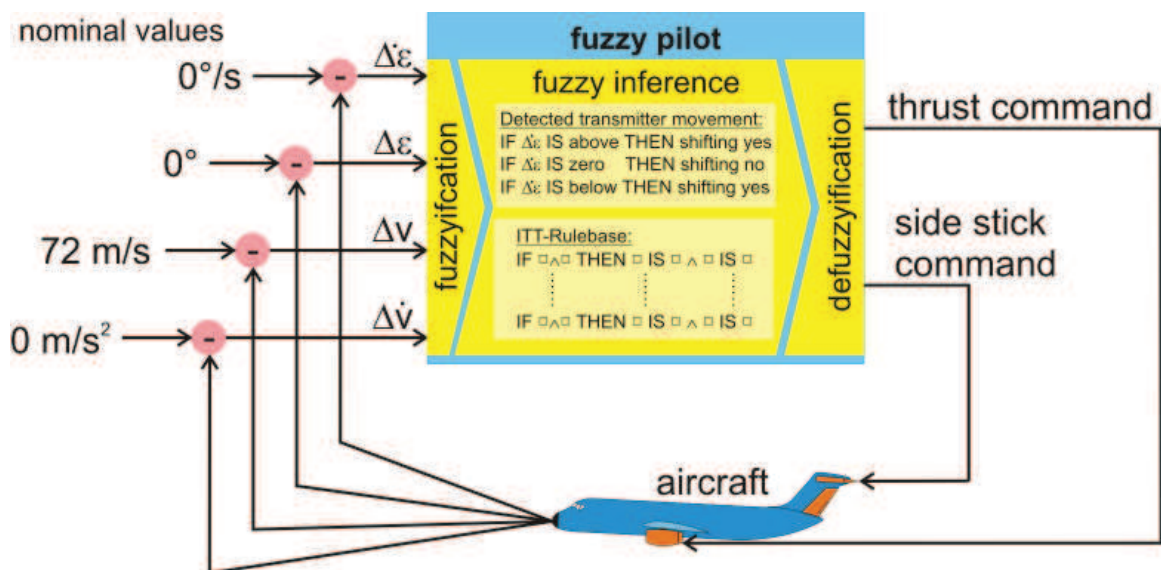 nominal values
0°/s
0°
72 m/s
0 m/s²
Δε̇
Δε
Δv
Δv̇
fuzzy pilot
fuzzyifcation
fuzzy inference
Detected transmitter movement:
IF Δε̇ IS above THEN shifting yes
IF Δε̇ IS zero THEN shifting no
IF Δε̇ IS below THEN shifting yes
ITT-Rulebase:
IF □∧□ THEN □ IS □ ∧ □ IS □
IF □∧□ THEN □ IS □ ∧ □ IS □
defuzzyification
thrust command
side stick
command
aircraft